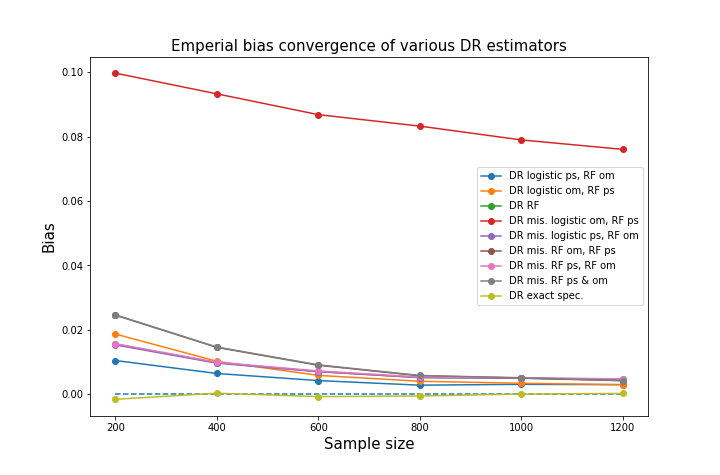 Emperial bias convergence of various DR estimators
0.10
0.08
0.06
0.04
0.02
0.00
Bias
DR logistic ps, RF om
DR logistic om, RF ps
DR RF
DR mis. logistic om, RF ps
DR mis. logistic ps, RF om
DR mis. RF om, RF ps
DR mis. RF ps, RF om
DR mis. RF ps & om
DR exact spec.
200 400 600 800 1000 1200
Sample size